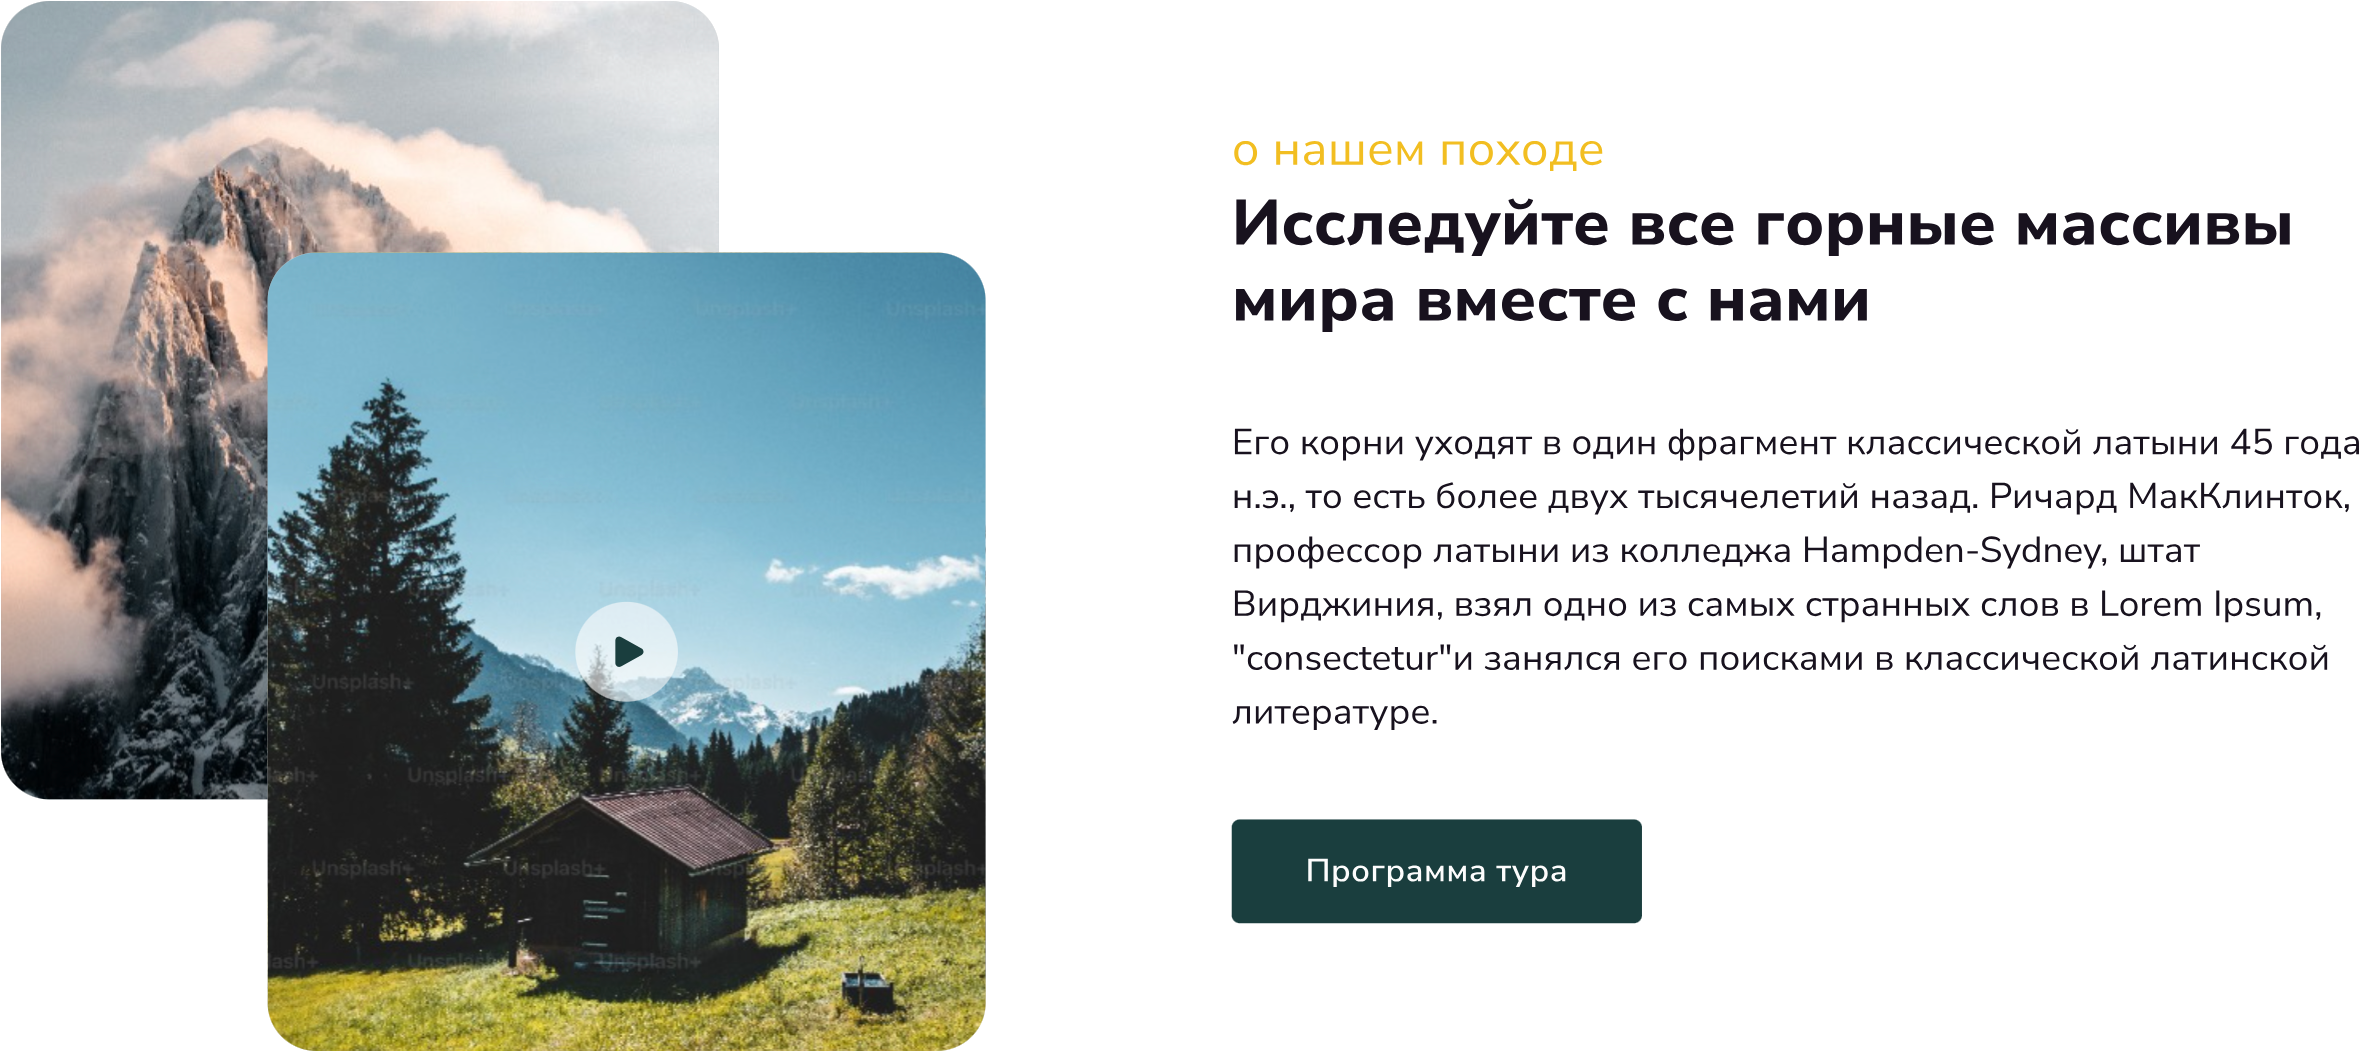 о нашем походе
Исследуйте все горные массивы
мира вместе с нами
Его корни уходят в один фрагмент классической латыни 45 года
н.э., то есть более двух тысячелетий назад. Ричард МакКлинток,
профессор латыни из колледжа Hampden-Sydney, штат
Вирджиния, взял одно из самых странных слов в Lorem Ipsum,
"consectetur"и занялся его поисками в классической латинской
литературе.
Программа тура
Unsplash+